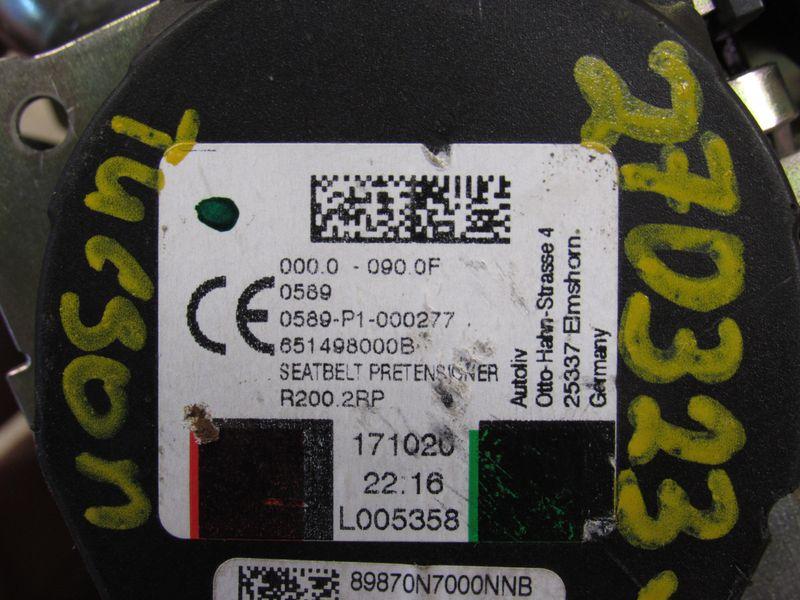 000.0 - 090.0F
CE
0589
0589-P1-000277
651498000B
SEATBELT PRETENSIONER
R200.2RP
Autoliv
Otto-Hahn-Strasse 4
25337 Elmshorn
Germany
171020
22:16
L005358
89870N7000NNB
270323